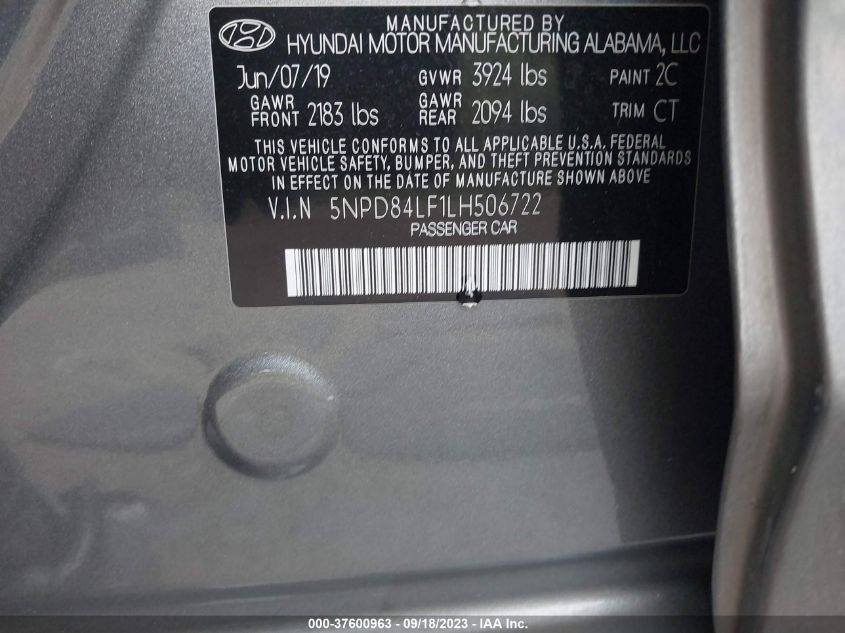 MANUFACTURED BY
HYUNDAI MOTOR MANUFACTURING ALABAMA, LLC
Jun/07/19 GVWR 3924 lbs PAINT 2C
GAWR FRONT 2183 lbs GAWR REAR 2094 lbs TRIM CT
THIS VEHICLE CONFORMS TO ALL APPLICABLE U.S.A. FEDERAL
MOTOR VEHICLE SAFETY, BUMPER, AND THEFT PREVENTION STANDARDS
IN EFFECT ON THE DATE OF MANUFACTURE SHOWN ABOVE
V.I.N 5NPD84LF1LH506722
PASSENGER CAR
000-37600963 - 09/18/2023 - IAA Inc.